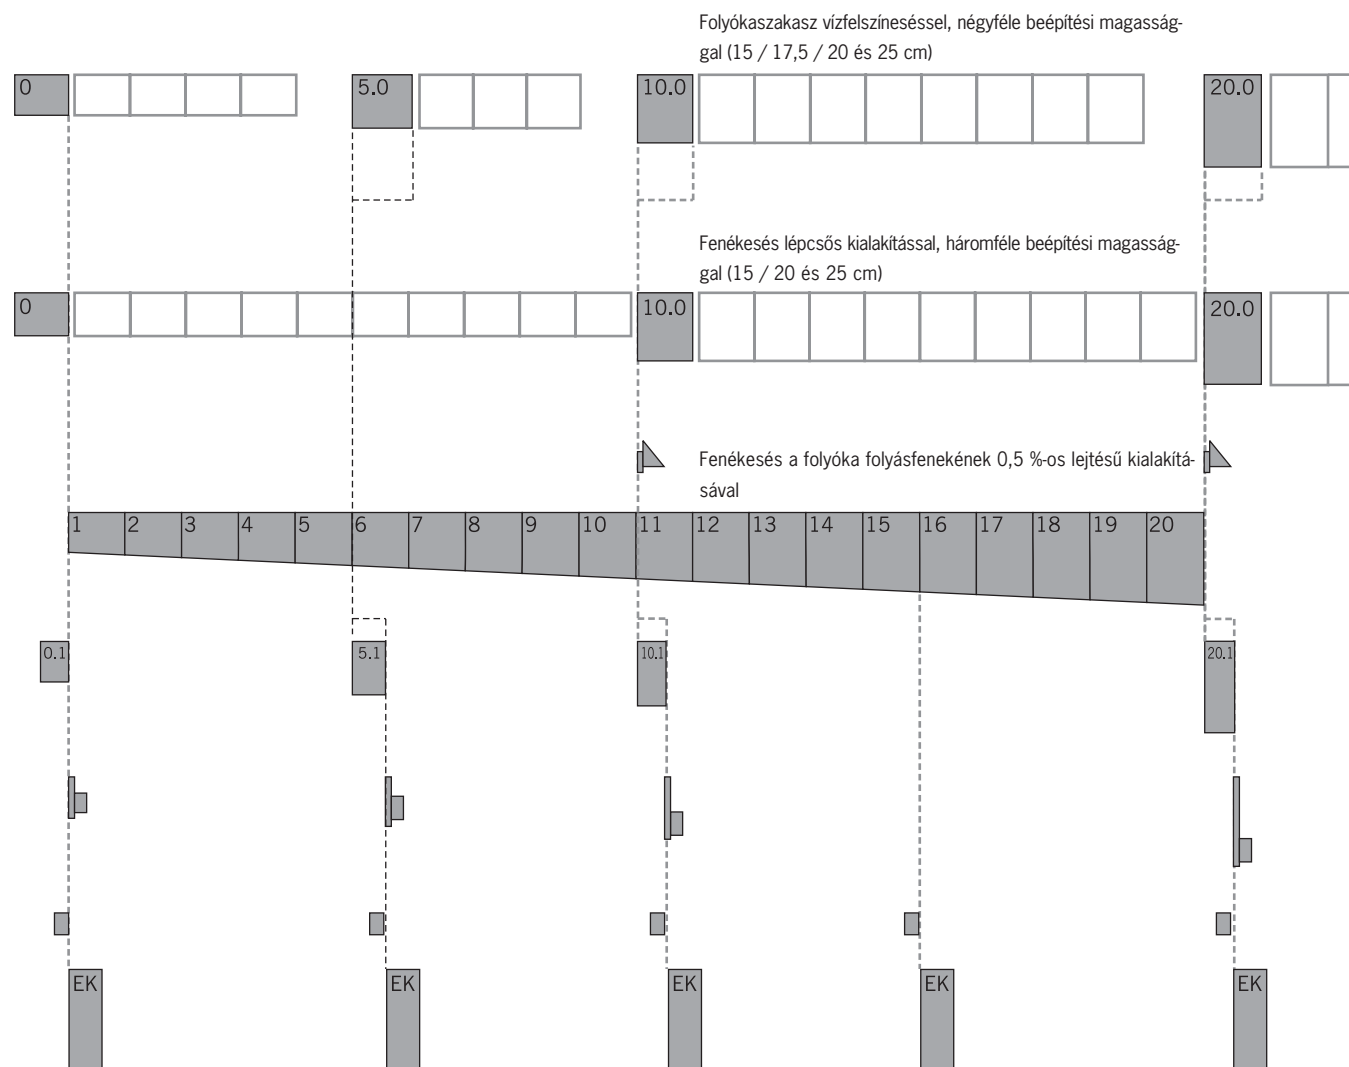 Folyókaszakasz vízfelszíneséssel, négyféle beépítési magasság-
gal (15 / 17,5 / 20 és 25 cm)
0 5.0 10.0 20.0
Fenékesés lépcsős kialakítással, háromféle beépítési magasság-
gal (15 / 20 és 25 cm)
0 10.0 20.0
Fenékesés a folyóka folyásfenekének 0,5 %-os lejtésű kialakítá-
sával
1 2 3 4 5 6 7 8 9 10 11 12 13 14 15 16 17 18 19 20
0.1 5.1 10.1 20.1
EK EK EK EK EK